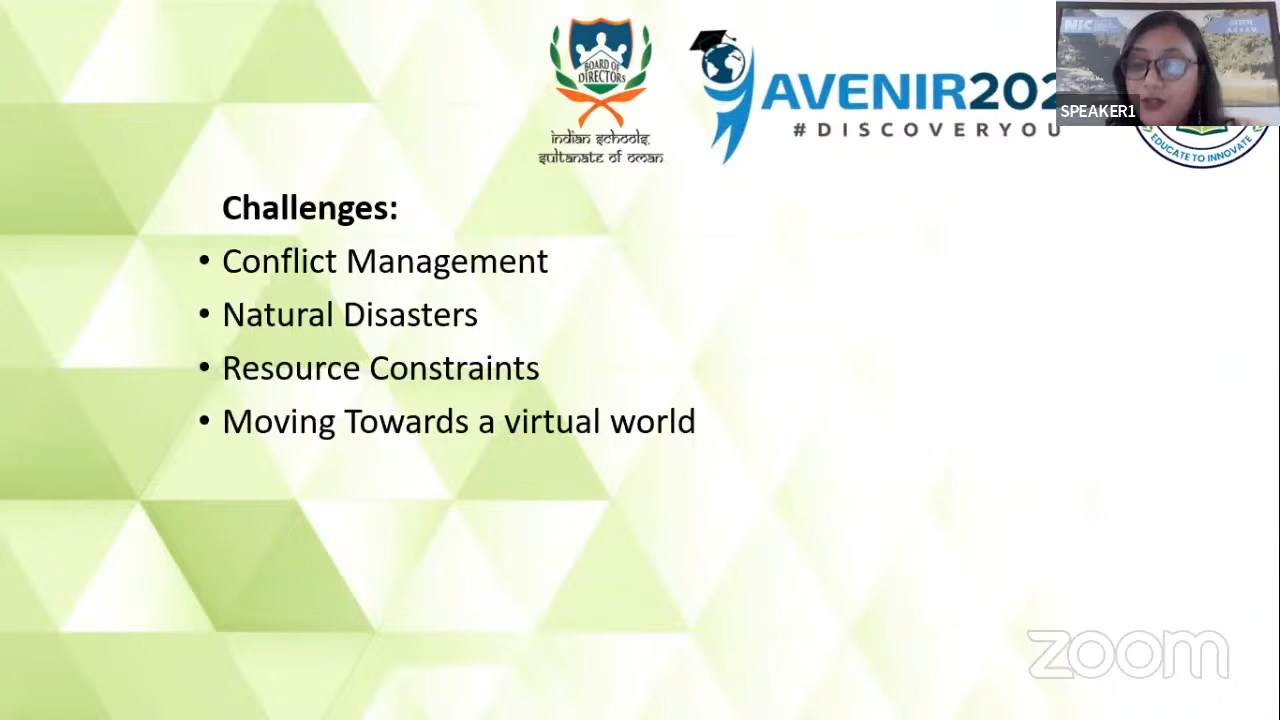 BOARD OF
DIRECTORS
indian schools,
sultanate of oman
AVENIR202
#DISCOVERYOU
NIC
SPEAKER1
EDUCATE TO INNOVATE
Challenges:
• Conflict Management
• Natural Disasters
• Resource Constraints
• Moving Towards a virtual world
zoom